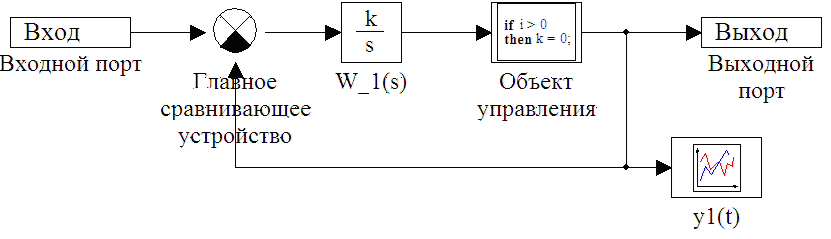 Вход
Входной порт
Главное
сравнивающее
устройство
k
s
W_1(s)
if i > 0
then k = 0;
Объект
управления
Выход
Выходной
порт
y1(t)